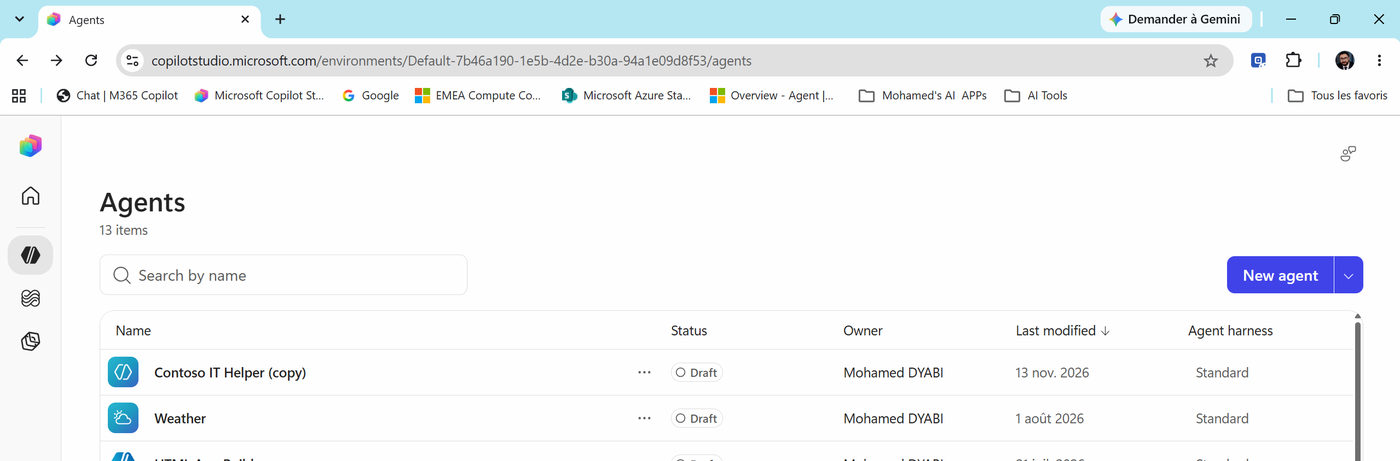 Agents
Demander à Gemini
copilotstudio.microsoft.com/environments/Default-7b46a190-1e5b-4d2e-b30a-94a1e09d8f53/agents
Chat | M365 Copilot Microsoft Copilot St... Google EMEA Compute Co... Microsoft Azure Sta... Overview - Agent |... Mohamed's AI APPs AI Tools Tous les favoris
Agents
13 items
Search by name
New agent
Name Status Owner Last modified Agent harness
Contoso IT Helper (copy) Draft Mohamed DYABI 13 nov. 2026 Standard
Weather Draft Mohamed DYABI 1 août 2026 Standard